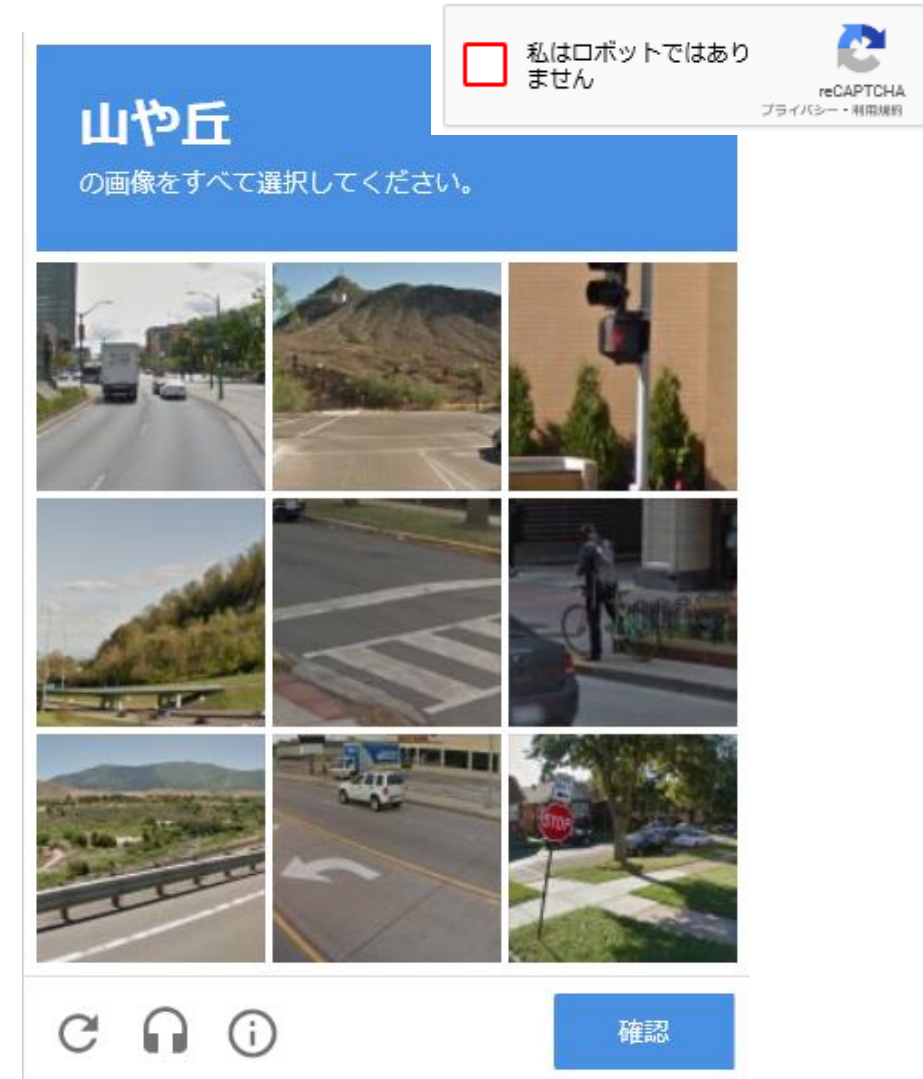 私はロボットではあり
ません
reCAPTCHA
プライバシー - 利用規約
山や丘
の画像をすべて選択してください。
STOP
確認